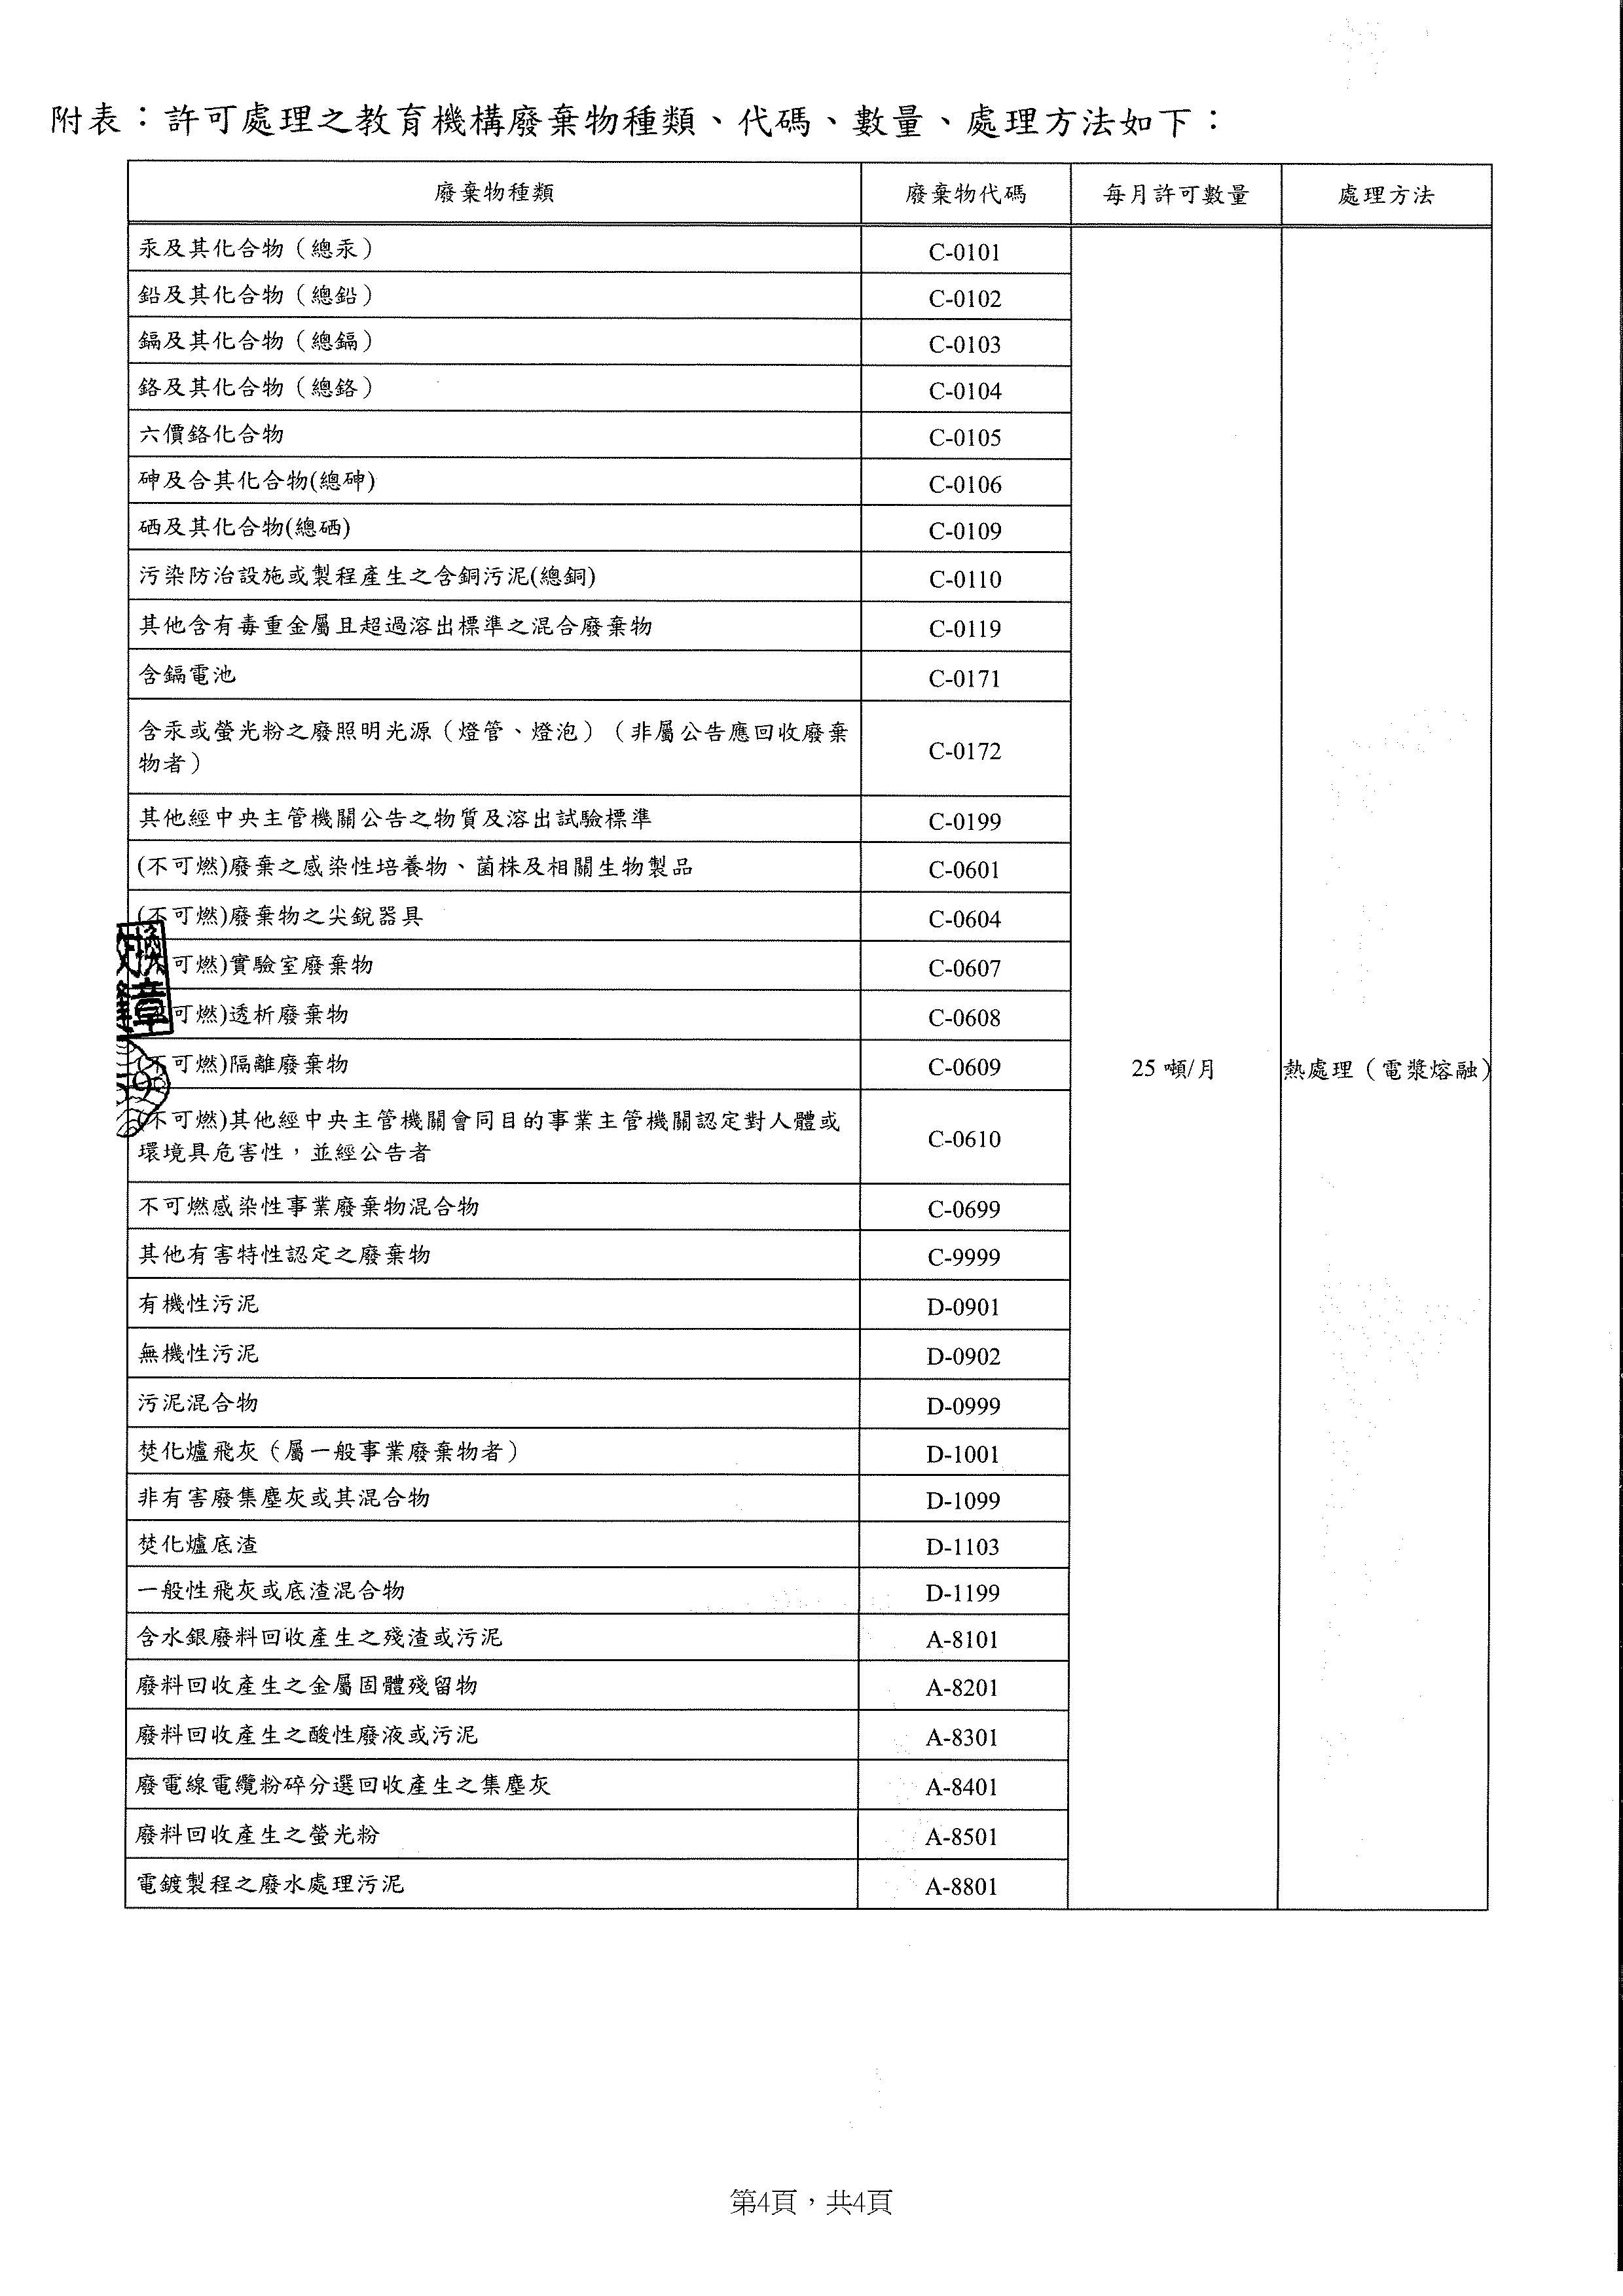 附表：許可處理之教育機構廢棄物種類、代碼、數量、處理方法如下：
廢棄物種類 廢棄物代碼 每月許可數量 處理方法
汞及其化合物（總汞） C-0101
鉛及其化合物（總鉛） C-0102
鎘及其化合物（總鎘） C-0103
鉻及其化合物（總鉻） C-0104
六價鉻化合物 C-0105
砷及合其化合物(總砷) C-0106
硒及其化合物(總硒) C-0109
污染防治設施或製程產生之含銅污泥(總銅) C-0110
其他含有毒重金屬且超過溶出標準之混合廢棄物 C-0119
含鎘電池 C-0171
含汞或螢光粉之廢照明光源（燈管、燈泡）（非屬公告應回收廢棄
物者） C-0172
其他經中央主管機關公告之物質及溶出試驗標準 C-0199
(不可燃)廢棄之感染性培養物、菌株及相關生物製品 C-0601
(不可燃)廢棄物之尖銳器具 C-0604
可燃)實驗室廢棄物 C-0607
可燃)透析廢棄物 C-0608
(不可燃)隔離廢棄物 C-0609
25 噸/月 熱處理（電漿熔融）
(不可燃)其他經中央主管機關會同目的事業主管機關認定對人體或
環境具危害性，並經公告者 C-0610
不可燃感染性事業廢棄物混合物 C-0699
其他有害特性認定之廢棄物 C-9999
有機性污泥 D-0901
無機性污泥 D-0902
污泥混合物 D-0999
焚化爐飛灰（屬一般事業廢棄物者） D-1001
非有害廢集塵灰或其混合物 D-1099
焚化爐底渣 D-1103
一般性飛灰或底渣混合物 D-1199
含水銀廢料回收產生之殘渣或污泥 A-8101
廢料回收產生之金屬固體殘留物 A-8201
廢料回收產生之酸性廢液或污泥 A-8301
廢電線電纜粉碎分選回收產生之集塵灰 A-8401
廢料回收產生之螢光粉 A-8501
電鍍製程之廢水處理污泥 A-8801
第4頁，共4頁